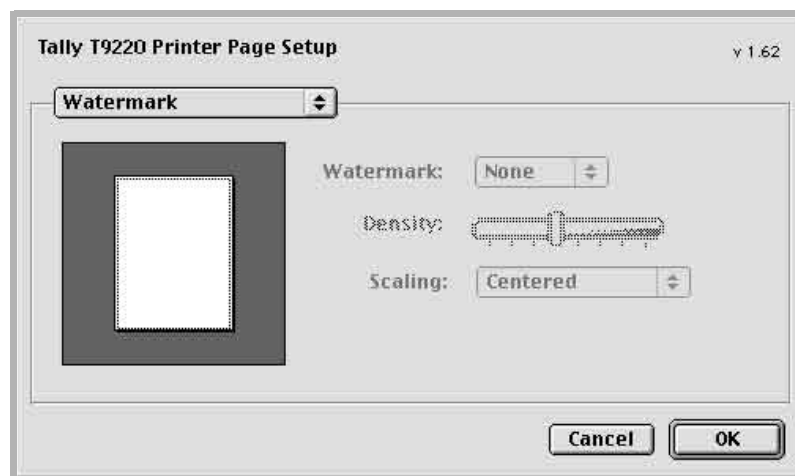 Tally T9220 Printer Page Setup
v 1.62
Watermark
Watermark: None
Density:
Scaling: Centered
Cancel OK